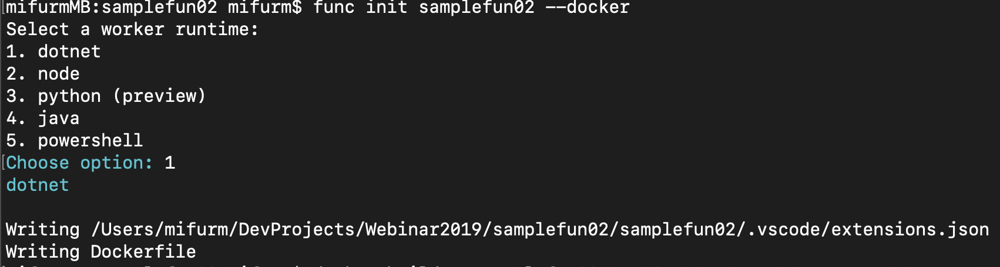 mifurmMB:samplefun02 mifurm$ func init samplefun02 --docker
Select a worker runtime:
1. dotnet
2. node
3. python (preview)
4. java
5. powershell
Choose option: 1
dotnet
Writing /Users/mifurm/DevProjects/Webinar2019/samplefun02/samplefun02/.vscode/extensions.json
Writing Dockerfile